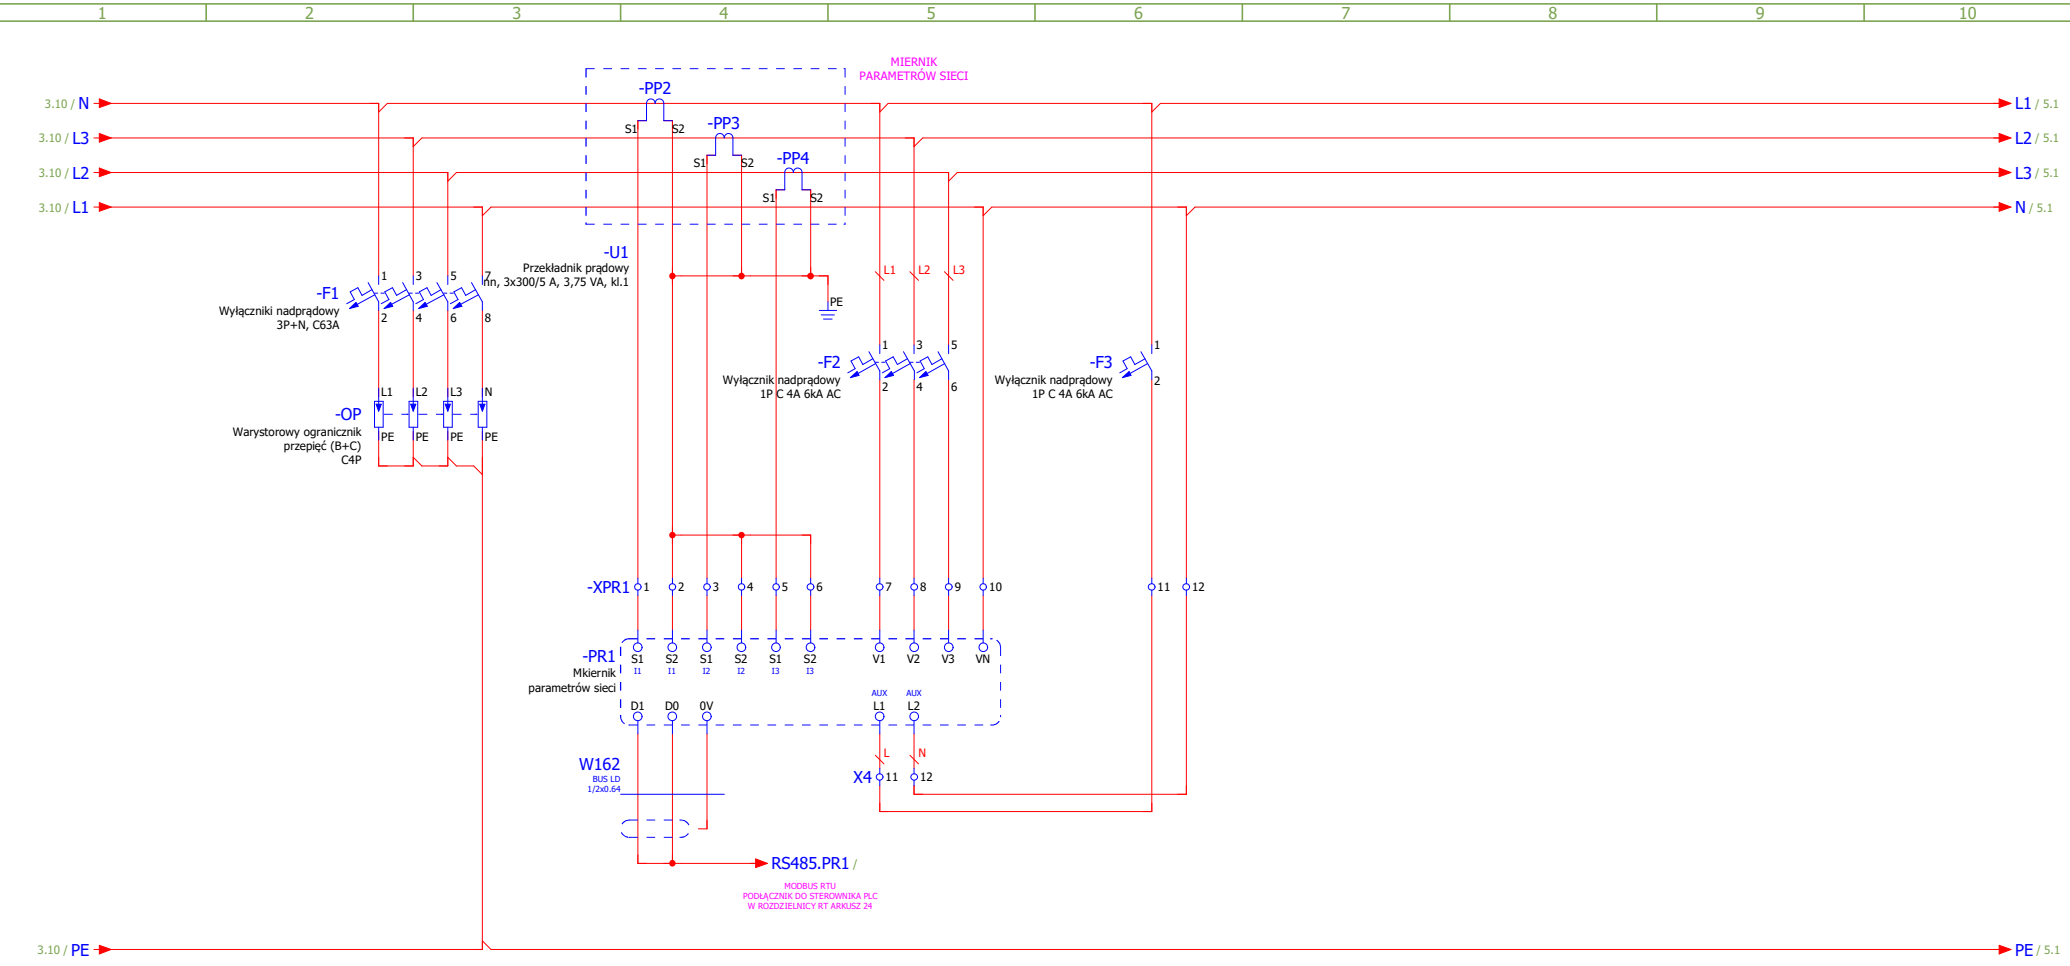 1 2 3 4 5 6 7 8 9 10
MIERNIK
PARAMETRÓW SIECI
3.10 / N
L1 / 5.1
3.10 / L3
L2 / 5.1
3.10 / L2
L3 / 5.1
3.10 / L1
N / 5.1
-PP2
S1 S2
-PP3
S1 S2
-PP4
S1 S2
-U1
Przekładnik prądowy
nn, 3x300/5 A, 3,75 VA, kl.1
PE
L1 L2 L3
-F1
Wyłączniki nadprądowy
3P+N, C63A
1 3 5 7
2 4 6 8
-F2
Wyłącznik nadprądowy
1P C 4A 6kA AC
1 3 5
2 4 6
-F3
Wyłącznik nadprądowy
1P C 4A 6kA AC
1
2
-OP
Warystorowy ogranicznik
przepięć (B+C)
C4P
L1 L2 L3 N
PE PE PE PE
-XPR1 1 2 3 4 5 6 7 8 9 10 11 12
-PR1
Mkiernik
parametrów sieci
S1 S2 S1 S2 S1 S2 V1 V2 V3 VN
I1 I1 I2 I2 I3 I3
AUX AUX
D1 D0 0V L1 L2
W162
BUS LD
1/2x0.64
L N
X4 11 12
RS485.PR1 /
MODBUS RTU
PODŁĄCZNIK DO STEROWNIKA PLC
W ROZDZIELNICY RT ARKUSZ 24
3.10 / PE
PE / 5.1